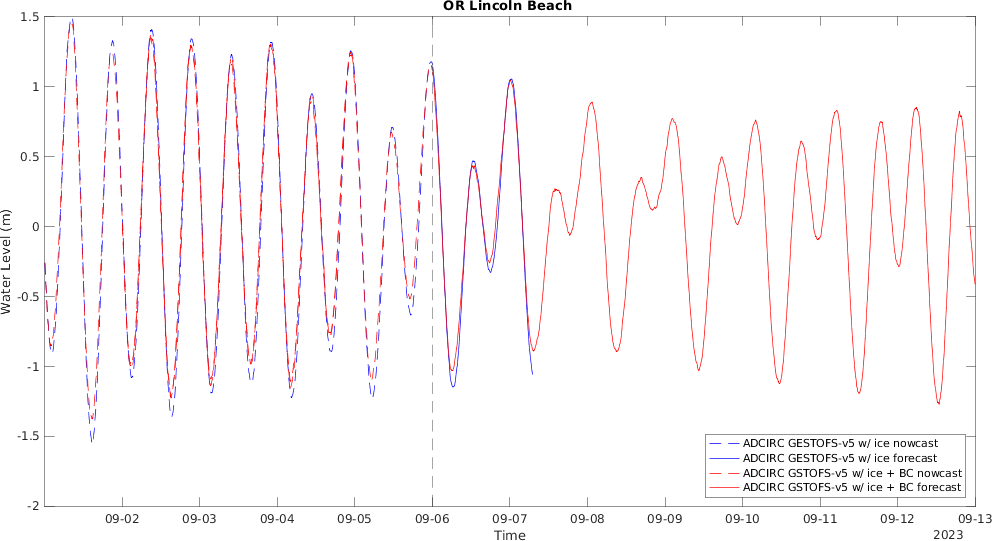 OR Lincoln Beach
1.5
1
0.5
0
-0.5
-1
-1.5
-2
Water Level (m)
ADCIRC GESTOFS-v5 w/ ice nowcast
ADCIRC GESTOFS-v5 w/ ice forecast
ADCIRC GSTOFS-v5 w/ ice + BC nowcast
ADCIRC GSTOFS-v5 w/ ice + BC forecast
09-02 09-03 09-04 09-05 09-06 09-07 09-08 09-09 09-10 09-11 09-12 09-13
Time
2023